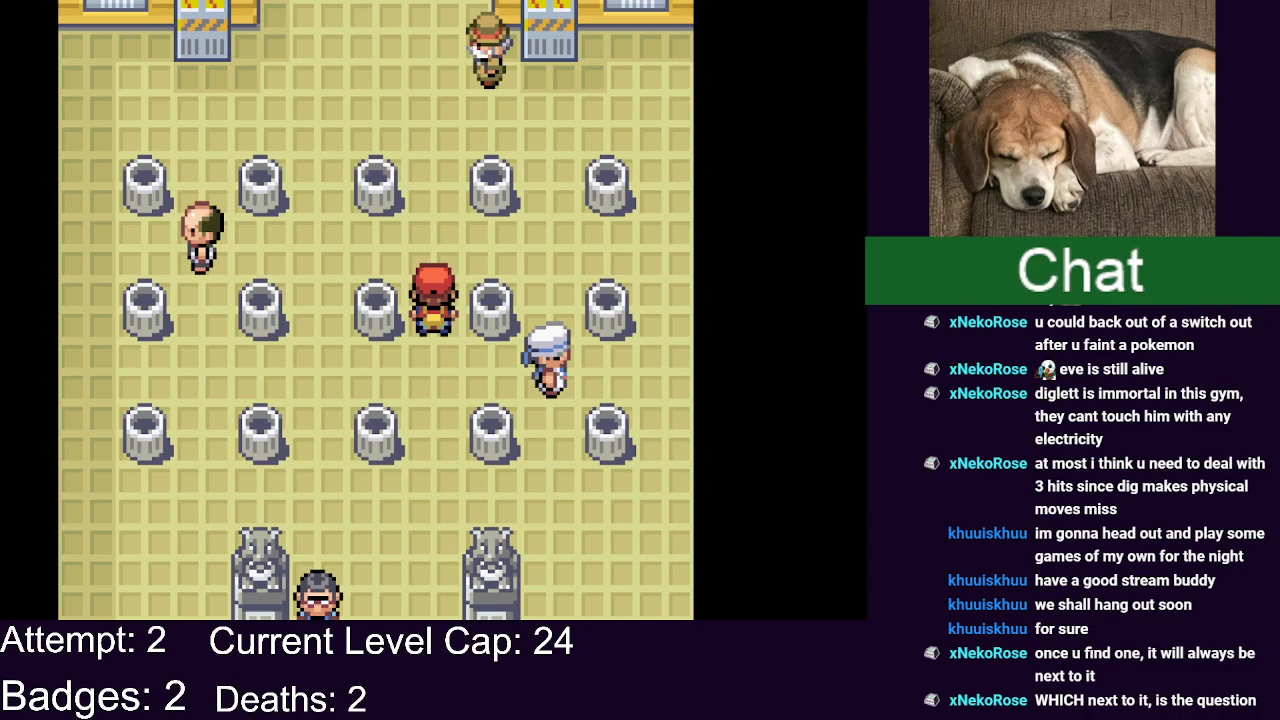 Chat
xNekoRose u could back out of a switch out
after u faint a pokemon
xNekoRose eve is still alive
xNekoRose diglett is immortal in this gym,
they cant touch him with any
electricity
xNekoRose at most i think u need to deal with
3 hits since dig makes physical
moves miss
khuuiskhuu im gonna head out and play some
games of my own for the night
khuuiskhuu have a good stream buddy
khuuiskhuu we shall hang out soon
khuuiskhuu for sure
xNekoRose once u find one, it will always be
next to it
xNekoRose WHICH next to it, is the question
Attempt: 2 Current Level Cap: 24
Badges: 2 Deaths: 2